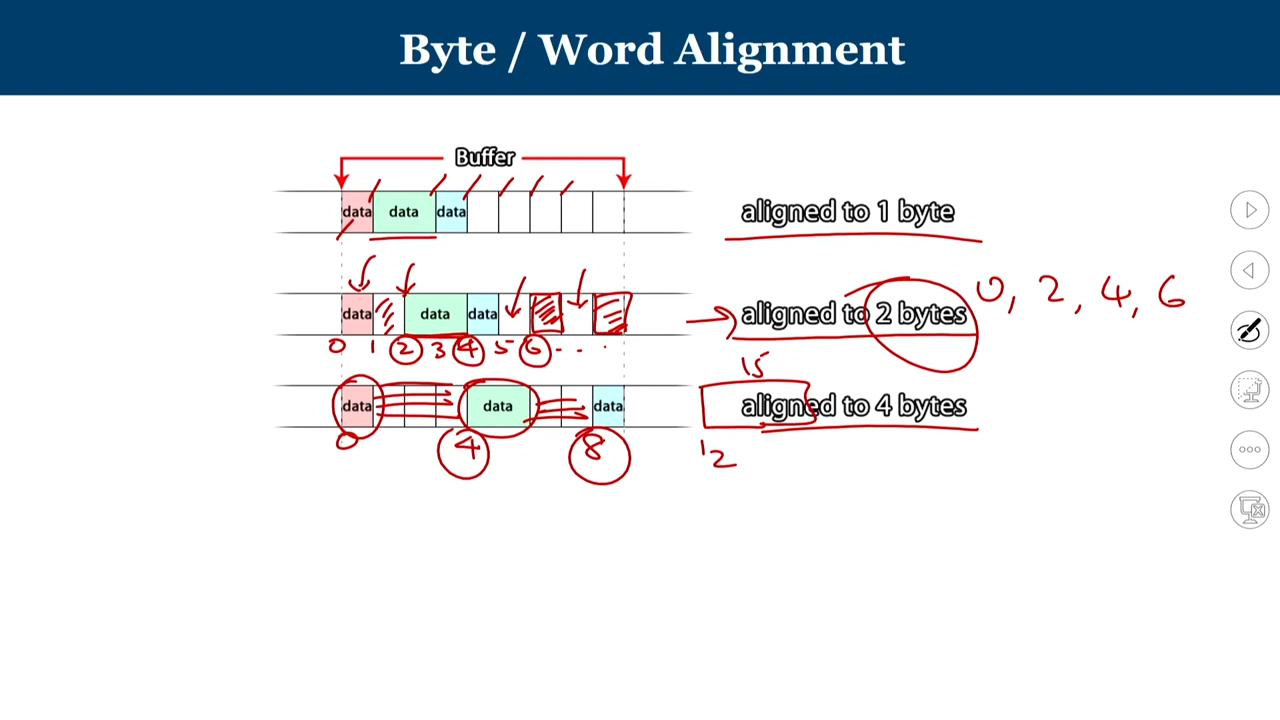 Byte / Word Alignment
Buffer
data data data
aligned to 1 byte
data data data
aligned to 2 bytes
0, 2, 4, 6
0 1 2 3 4 5 6 . . .
15
data data data
aligned to 4 bytes
0 4 8 12